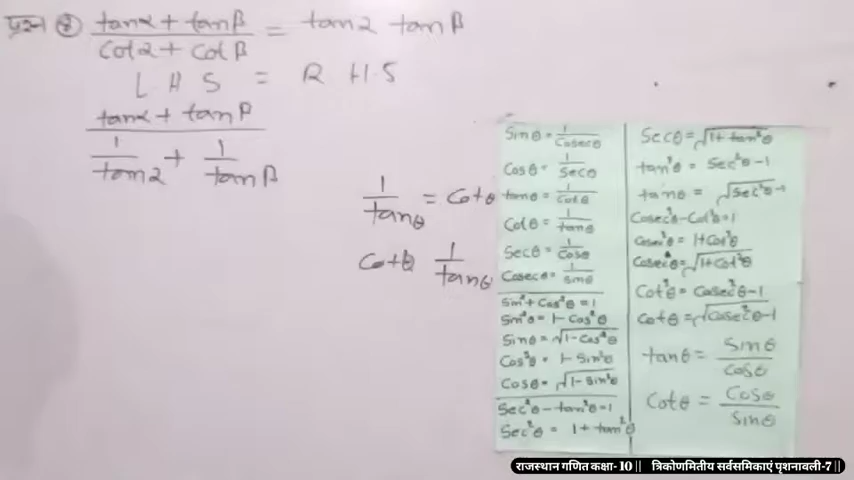 प्रश्न ③ tanα + tanβ / cotα + cotβ = tanα tanβ
L H S = R H S
tanα + tanβ
1/tanα + 1/tanβ
1/tanθ = cotθ
cotθ 1/tanθ
Sinθ = 1/Cosecθ
Cosθ = 1/Secθ
tanθ = 1/Cotθ
Cotθ = 1/tanθ
Secθ = 1/Cosθ
Cosecθ = 1/Sinθ
Sin²θ + Cos²θ = 1
Sin²θ = 1 - Cos²θ
Sinθ = √1 - Cos²θ
Cos²θ = 1 - Sin²θ
Cosθ = √1 - Sin²θ
Sec²θ - tan²θ = 1
Sec²θ = 1 + tan²θ
Secθ = √1 + tan²θ
tan²θ = Sec²θ - 1
tanθ = √Sec²θ - 1
Cosec²θ - Cot²θ = 1
Cosec²θ = 1 + Cot²θ
Cosecθ = √1 + Cot²θ
Cot²θ = Cosec²θ - 1
Cotθ = √Cosec²θ - 1
tanθ = Sinθ/Cosθ
Cotθ = Cosθ/Sinθ
राजस्थान गणित कक्षा- 10 || त्रिकोणमितीय सर्वसमिकाएं पृशनावली-7 ||